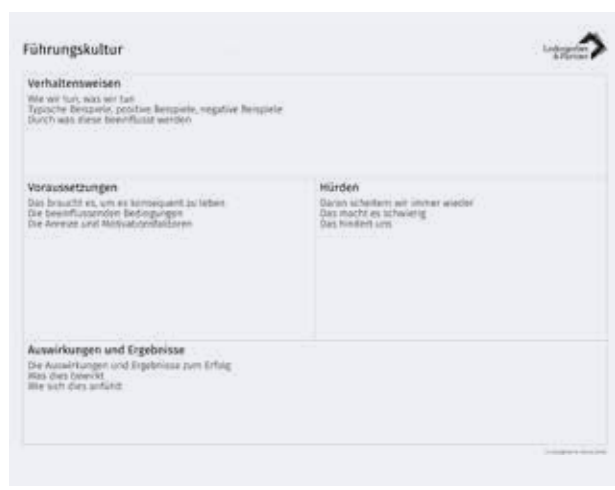 Führungskultur
Verhaltensweisen
Wie wir tun, was wir tun
Typische Beispiele, positive Beispiele, negative Beispiele
Durch was diese beeinflusst werden
Voraussetzungen
Das braucht es, um es konsequent zu leben
Die beeinflussenden Bedingungen
Die Anreize und Motivationsfaktoren
Hürden
Daran scheitern wir immer wieder
Das macht es schwierig
Das hindert uns
Auswirkungen und Ergebnisse
Die Auswirkungen und Ergebnisse zum Erfolg
Was dies bewirkt
Wie sich dies anfühlt